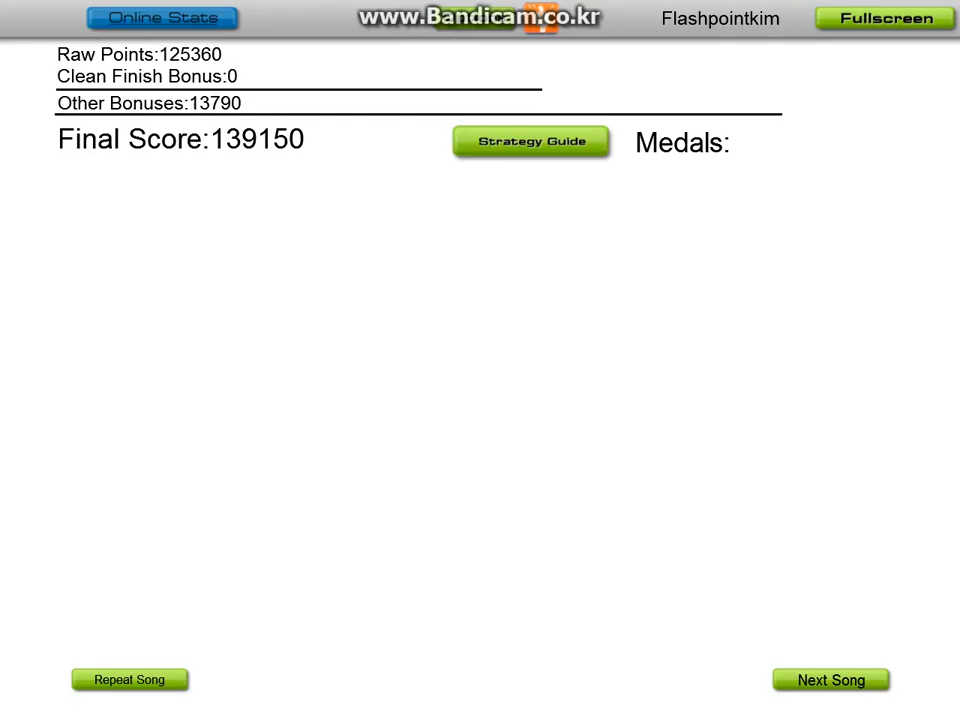 Online Stats
www.Bandicam.co.kr
Flashpointkim
Fullscreen
Raw Points:125360
Clean Finish Bonus:0
Other Bonuses:13790
Final Score:139150
Strategy Guide
Medals:
Repeat Song
Next Song